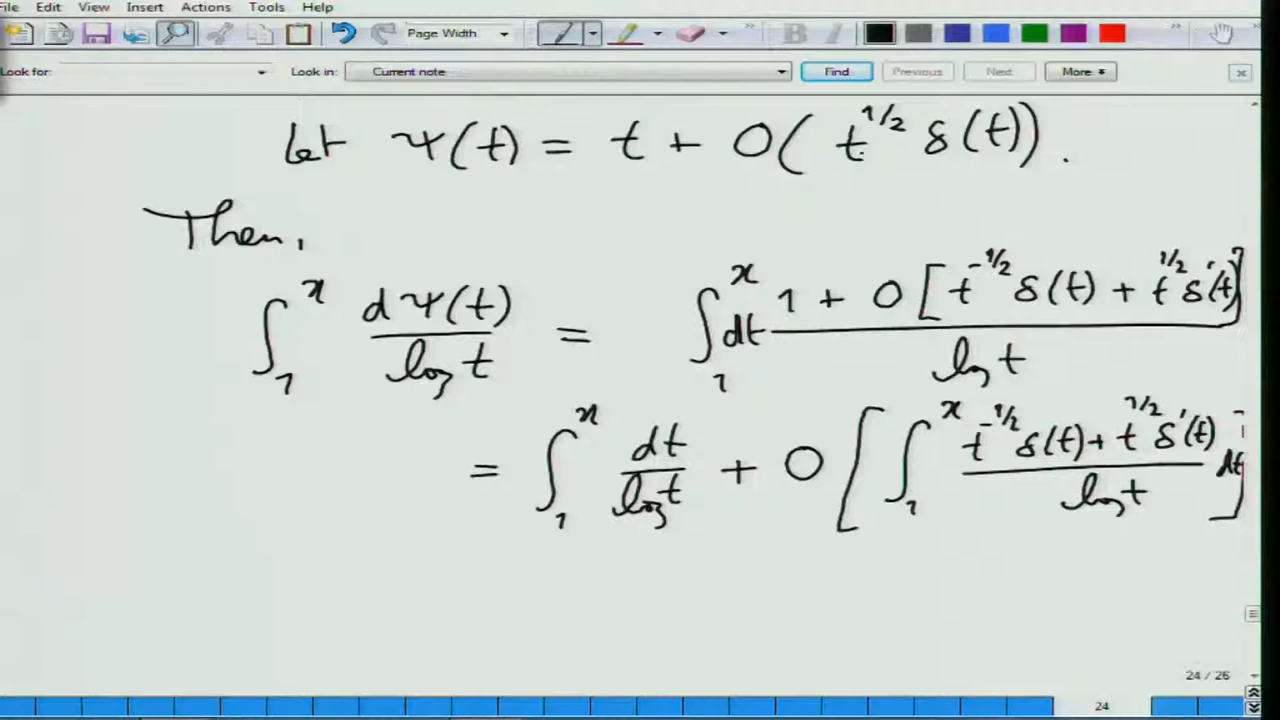 File Edit View Insert Actions Tools Help
Page Width
Look for: Look in: Current note Find Previous Next More
Let Ψ(t) = t + O( t^{1/2} δ(t)) .
Then,
∫_1^x dΨ(t)/log t = ∫_1^x dt 1 + O[t^{-1/2} δ(t) + t^{1/2} δ'(t)]/log t
= ∫_1^x dt/log t + O[∫_1^x t^{-1/2} δ(t) + t^{1/2} δ'(t)/log t dt]
24 / 26
24